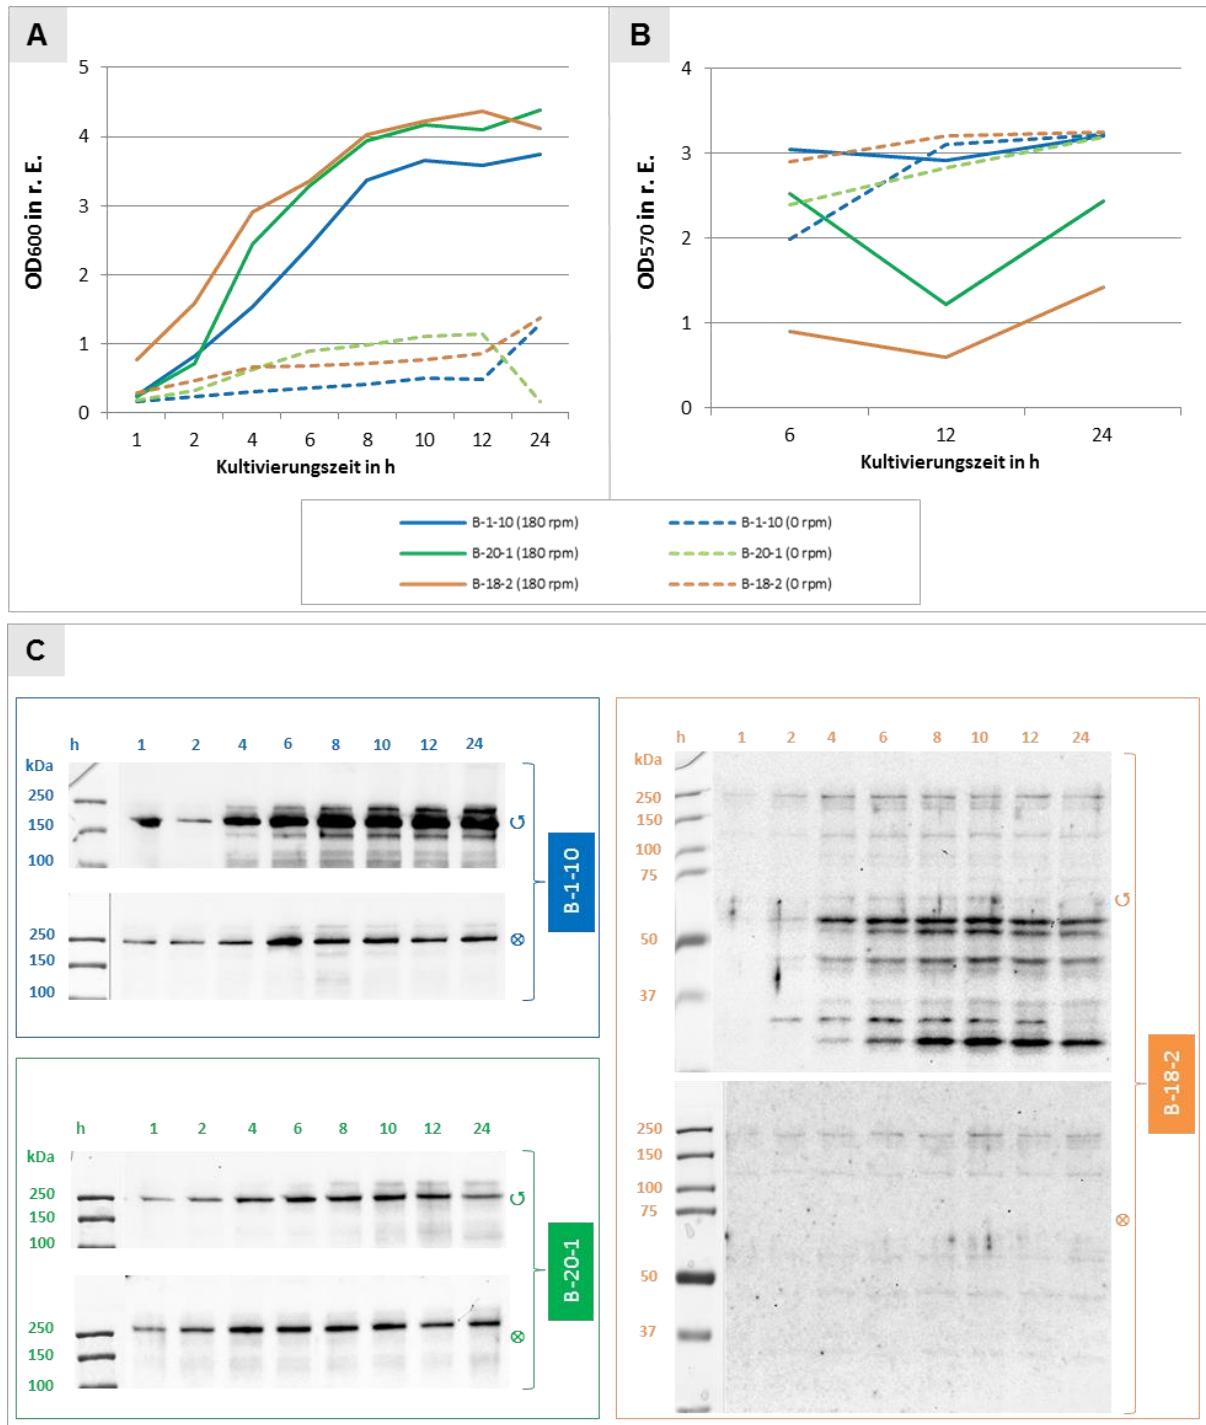 A
B
OD600 in r. E.
5
4
3
2
1
0
1 2 4 6 8 10 12 24
Kultivierungszeit in h
OD570 in r. E.
4
3
2
1
0
6 12 24
Kultivierungszeit in h
B-1-10 (180 rpm)
B-1-10 (0 rpm)
B-20-1 (180 rpm)
B-20-1 (0 rpm)
B-18-2 (180 rpm)
B-18-2 (0 rpm)
C
h 1 2 4 6 8 10 12 24
kDa
250
150
100
250
150
100
B-1-10
h 1 2 4 6 8 10 12 24
kDa
250
150
100
250
150
100
B-20-1
h 1 2 4 6 8 10 12 24
kDa
250
150
100
75
50
37
250
150
100
75
50
37
B-18-2